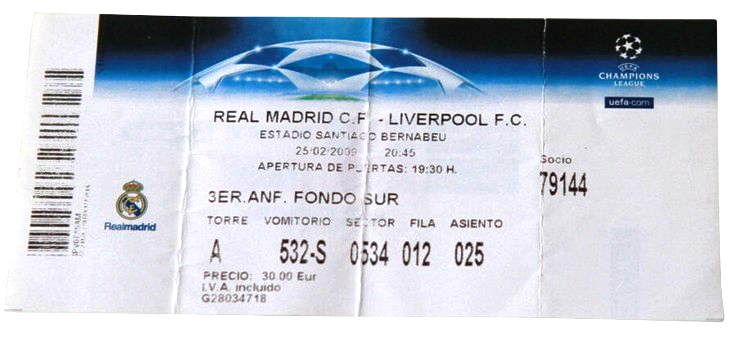 UEFA
CHAMPIONS
LEAGUE
uefa.com
REAL MADRID C.F. - LIVERPOOL F.C.
ESTADIO SANTIAGO BERNABEU
25/02/2009 20:45
APERTURA DE PUERTAS: 19:30 H.
Socio
79144
Realmadrid
3ER.ANF. FONDO SUR
TORRE VOMITORIO SECTOR FILA ASIENTO
A 532-S 0534 012 025
PRECIO: 30.00 Eur
I.V.A. incluido
G28034718